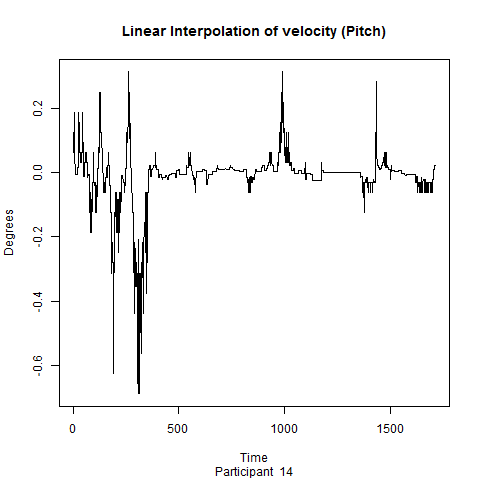 Linear Interpolation of velocity (Pitch)
Degrees
0.2
0.0
-0.2
-0.4
-0.6
0 500 1000 1500
Time
Participant 14